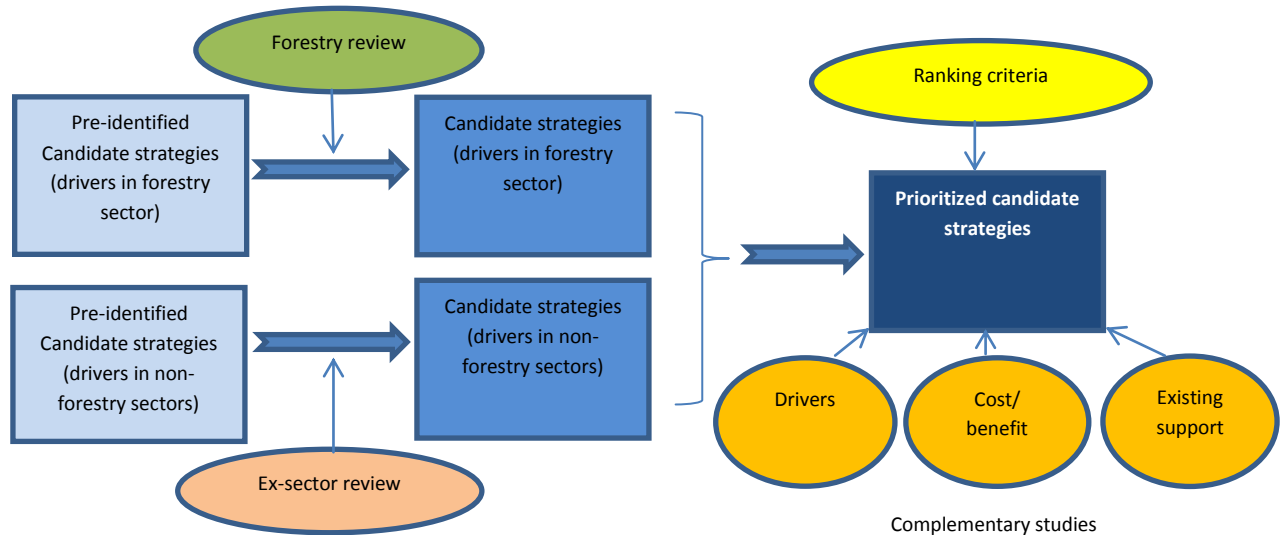 Forestry review
Pre-identified
Candidate strategies
(drivers in forestry
sector)
Candidate strategies
(drivers in forestry
sector)
Pre-identified
Candidate strategies
(drivers in non-
forestry sectors)
Candidate strategies
(drivers in non-
forestry sectors)
Ex-sector review
Ranking criteria
Prioritized candidate
strategies
Drivers
Cost/
benefit
Existing
support
Complementary studies